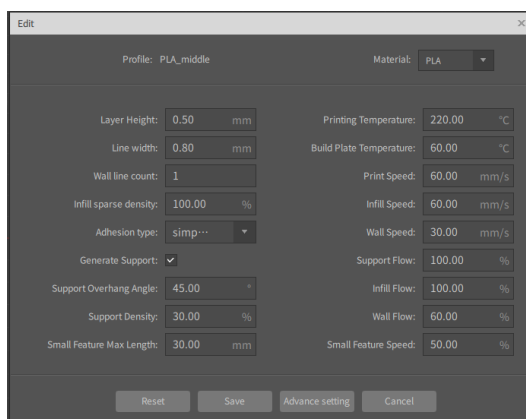 Edit ×
Profile: PLA_middle Material: PLA
Layer Height: 0.50 mm Printing Temperature: 220.00 °C
Line width: 0.80 mm Build Plate Temperature: 60.00 °C
Wall line count: 1 Print Speed: 60.00 mm/s
Infill sparse density: 100.00 % Infill Speed: 60.00 mm/s
Adhesion type: simp··· Wall Speed: 30.00 mm/s
Generate Support: Support Flow: 100.00 %
Support Overhang Angle: 45.00 ° Infill Flow: 100.00 %
Support Density: 30.00 % Wall Flow: 60.00 %
Small Feature Max Length: 30.00 mm Small Feature Speed: 50.00 %
Reset Save Advance setting Cancel